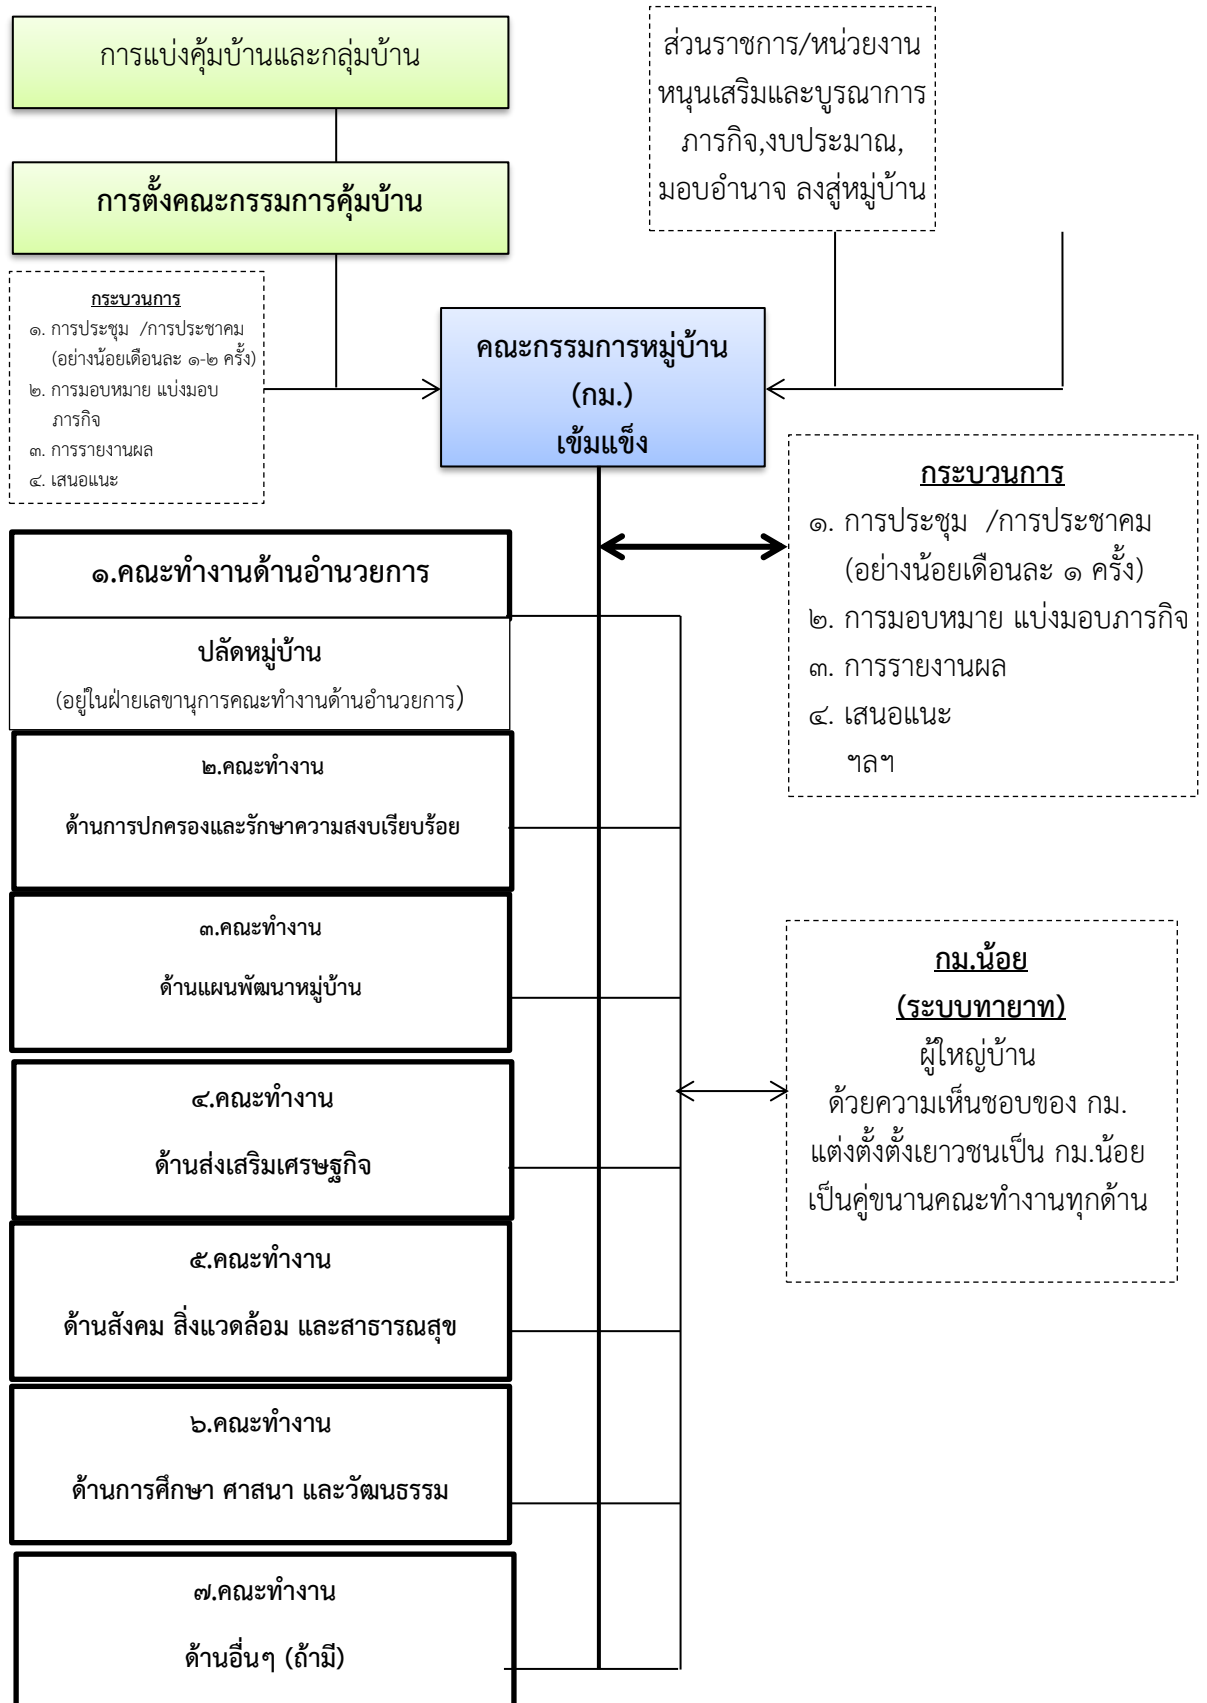 การแบ่งคุ้มบ้านและกลุ่มบ้าน
การตั้งคณะกรรมการคุ้มบ้าน
ส่วนราชการ/หน่วยงาน
หนุนเสริมและบูรณาการ
ภารกิจ,งบประมาณ,
มอบอำนาจ ลงสู่หมู่บ้าน
กระบวนการ
๑. การประชุม /การประชาคม
(อย่างน้อยเดือนละ ๑-๒ ครั้ง)
๒. การมอบหมาย แบ่งมอบ
ภารกิจ
๓. การรายงานผล
๔. เสนอแนะ
คณะกรรมการหมู่บ้าน
(กม.)
เข้มแข็ง
กระบวนการ
๑. การประชุม /การประชาคม
(อย่างน้อยเดือนละ ๑ ครั้ง)
๒. การมอบหมาย แบ่งมอบภารกิจ
๓. การรายงานผล
๔. เสนอแนะ
ฯลฯ
๑.คณะทำงานด้านอำนวยการ
ปลัดหมู่บ้าน
(อยู่ในฝ่ายเลขานุการคณะทำงานด้านอำนวยการ)
๒.คณะทำงาน
ด้านการปกครองและรักษาความสงบเรียบร้อย
๓.คณะทำงาน
ด้านแผนพัฒนาหมู่บ้าน
๔.คณะทำงาน
ด้านส่งเสริมเศรษฐกิจ
๕.คณะทำงาน
ด้านสังคม สิ่งแวดล้อม และสาธารณสุข
๖.คณะทำงาน
ด้านการศึกษา ศาสนา และวัฒนธรรม
๗.คณะทำงาน
ด้านอื่นๆ (ถ้ามี)
กม.น้อย
(ระบบทายาท)
ผู้ใหญ่บ้าน
ด้วยความเห็นชอบของ กม.
แต่งตั้งตั้งเยาวชนเป็น กม.น้อย
เป็นคู่ขนานคณะทำงานทุกด้าน